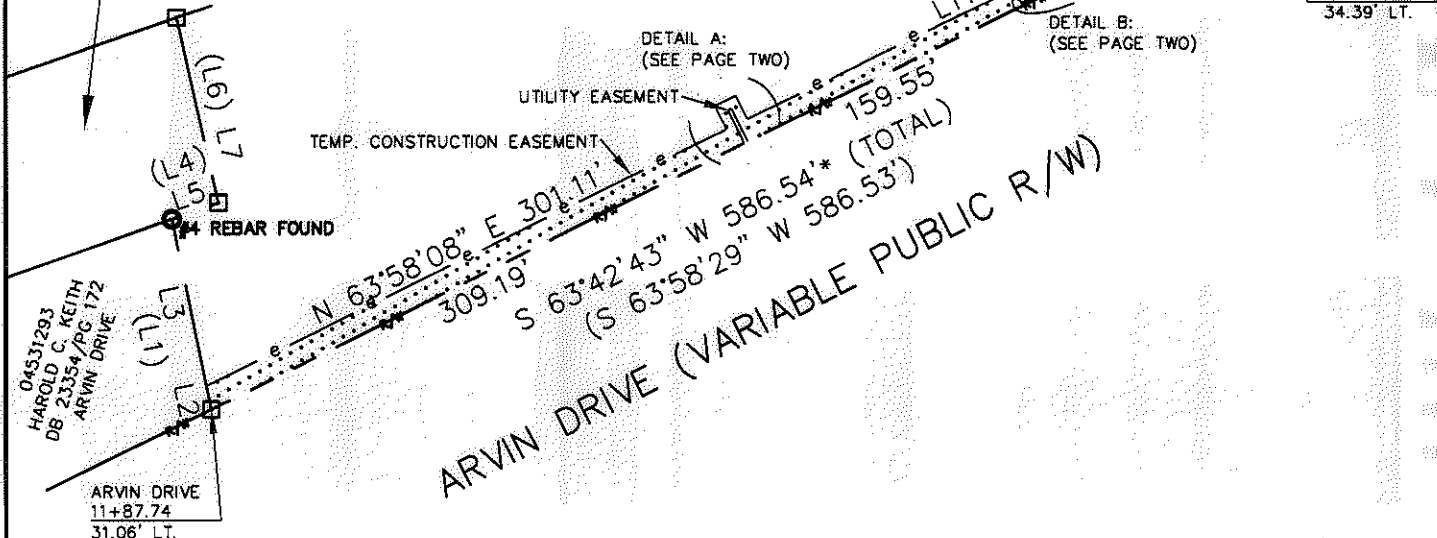 34.39' LT.
DETAIL B:
(SEE PAGE TWO)
DETAIL A:
(SEE PAGE TWO)
UTILITY EASEMENT
TEMP. CONSTRUCTION EASEMENT
(L6) L7
(L4)
L5
#4 REBAR FOUND
L3
(L1)
L2
N 63°58'08" E 301.11'
309.19'
159.55'
S 63°42'43" W 586.54'* (TOTAL)
(S 63°58'29" W 586.53')
ARVIN DRIVE (VARIABLE PUBLIC R/W)
04531293
HAROLD C. KEITH
DB 23354/PG 172
ARVIN DRIVE
ARVIN DRIVE
11+87.74
31.06' LT.
e
e
e
e
e
e
e
R/W
R/W
R/W
R/W
R/W